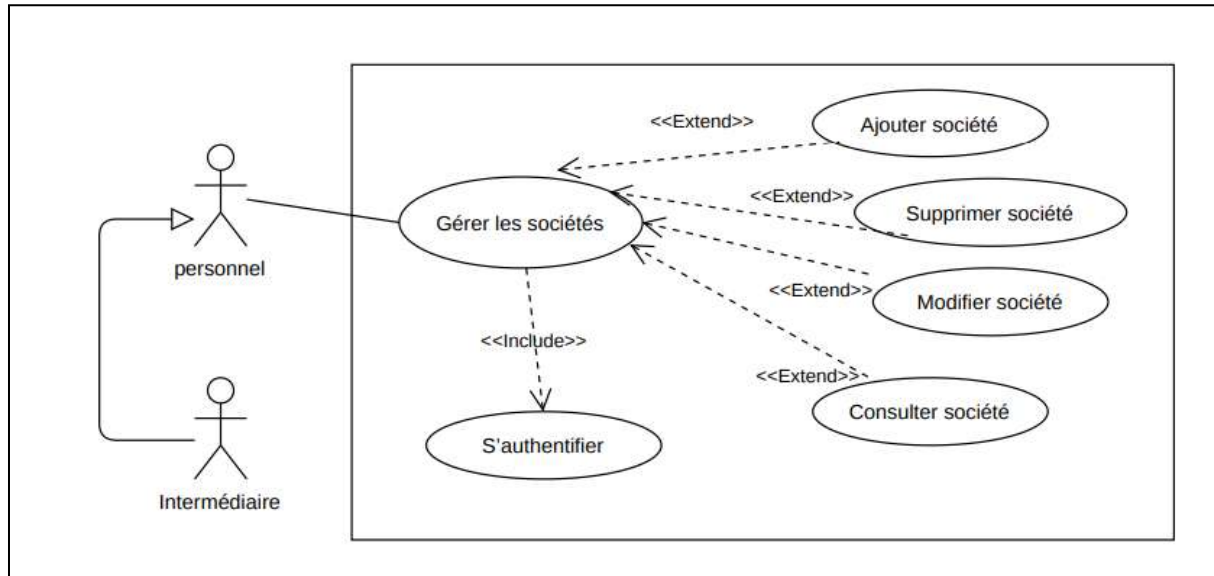 <<Extend>>
Ajouter société
<<Extend>>
Supprimer société
Gérer les sociétés
personnel
<<Extend>>
Modifier société
<<Include>>
<<Extend>>
Consulter société
S'authentifier
Intermédiaire